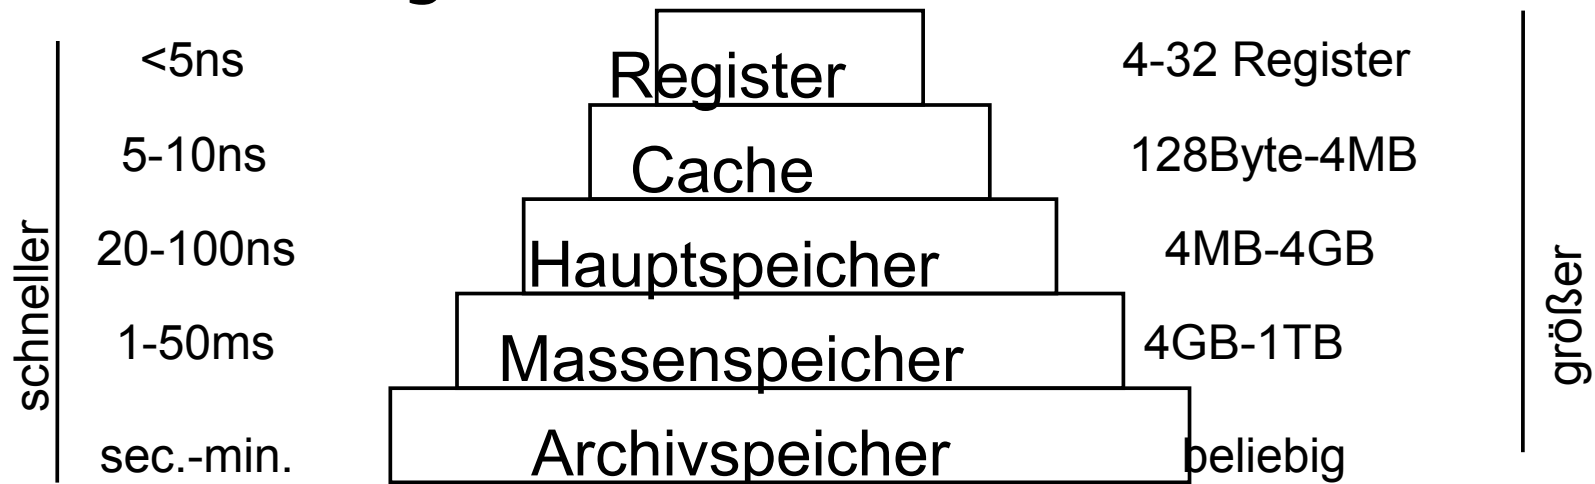 <5ns Register 4-32 Register
5-10ns Cache 128Byte-4MB
20-100ns Hauptspeicher 4MB-4GB
1-50ms Massenspeicher 4GB-1TB
sec.-min. Archivspeicher beliebig
schneller
größer